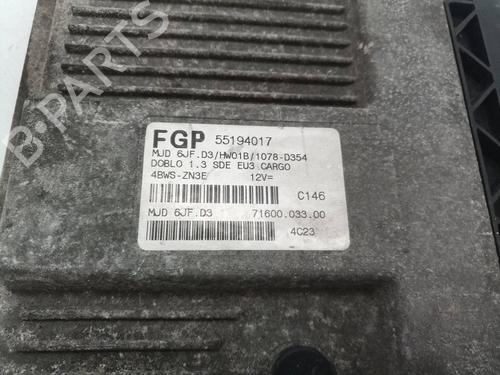 B-PARTS
FGP 55194017
MJD 6JF.D3/HW01B/1078-D354
DOBLO 1.3 SDE EU3 CARGO
4BWS-ZN3E 12V=
C146
MJD 6JF.D3 71600.033.00
4C23